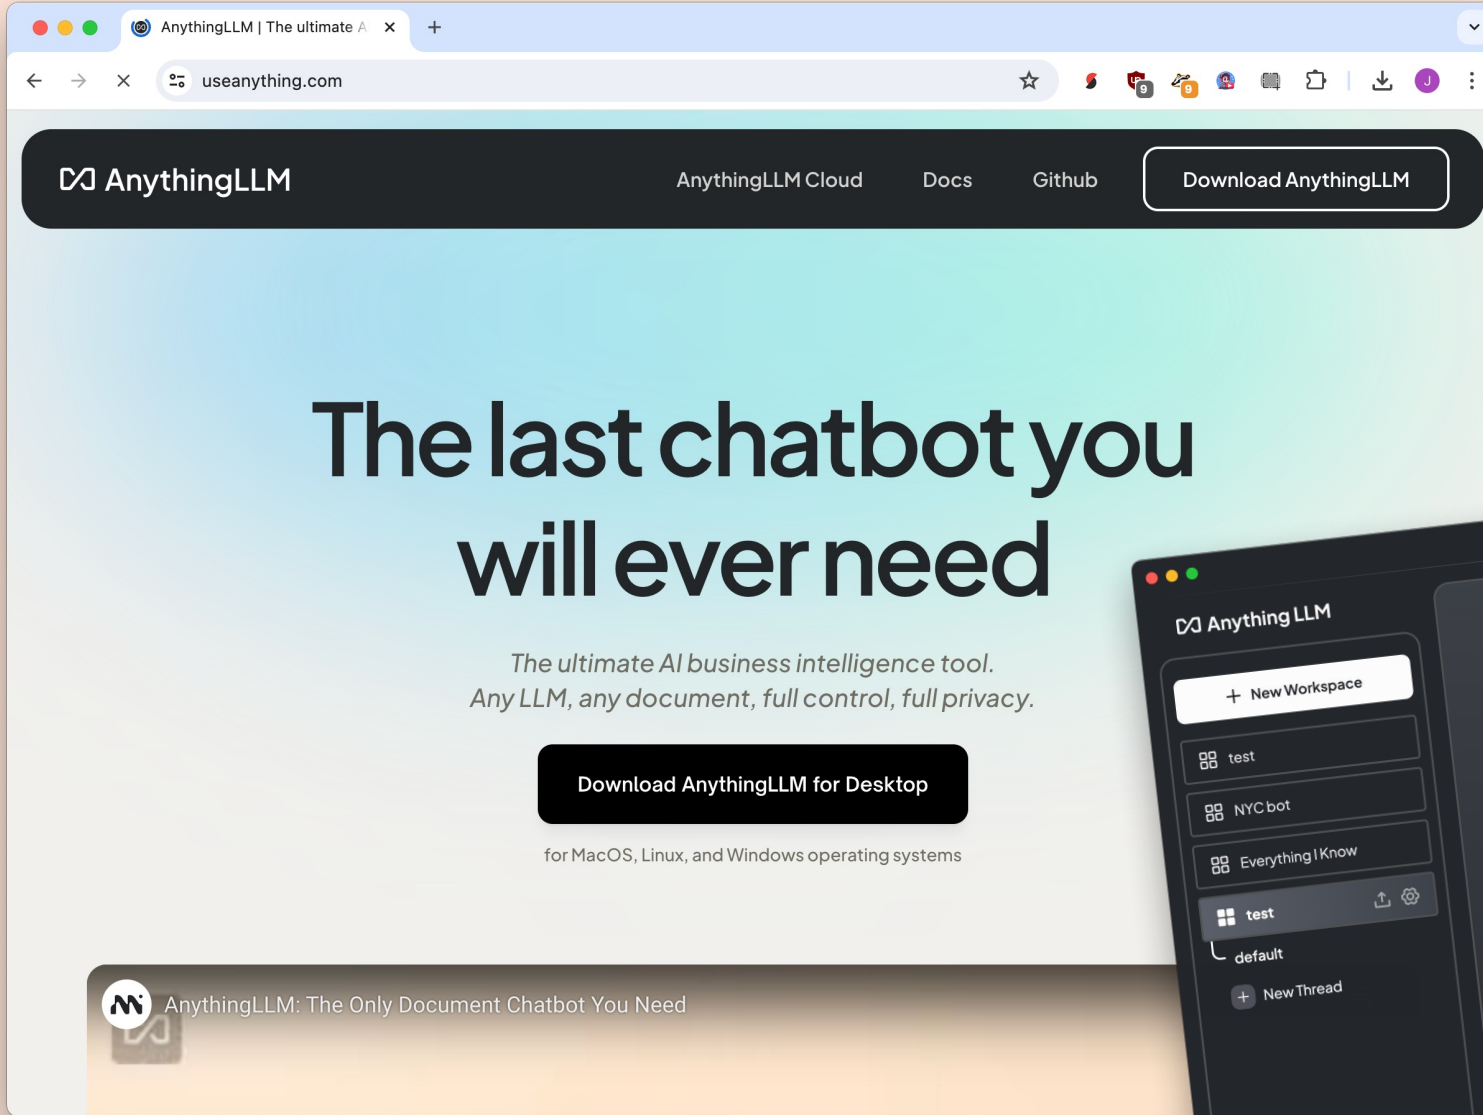 AnythingLLM | The ultimate A
useanything.com
9
9
J
AnythingLLM
AnythingLLM Cloud
Docs
Github
Download AnythingLLM
The last chatbot you
will ever need
The ultimate AI business intelligence tool.
Any LLM, any document, full control, full privacy.
Download AnythingLLM for Desktop
for MacOS, Linux, and Windows operating systems
Anything LLM
New Workspace
test
NYC bot
Everything I Know
test
default
New Thread
AnythingLLM: The Only Document Chatbot You Need